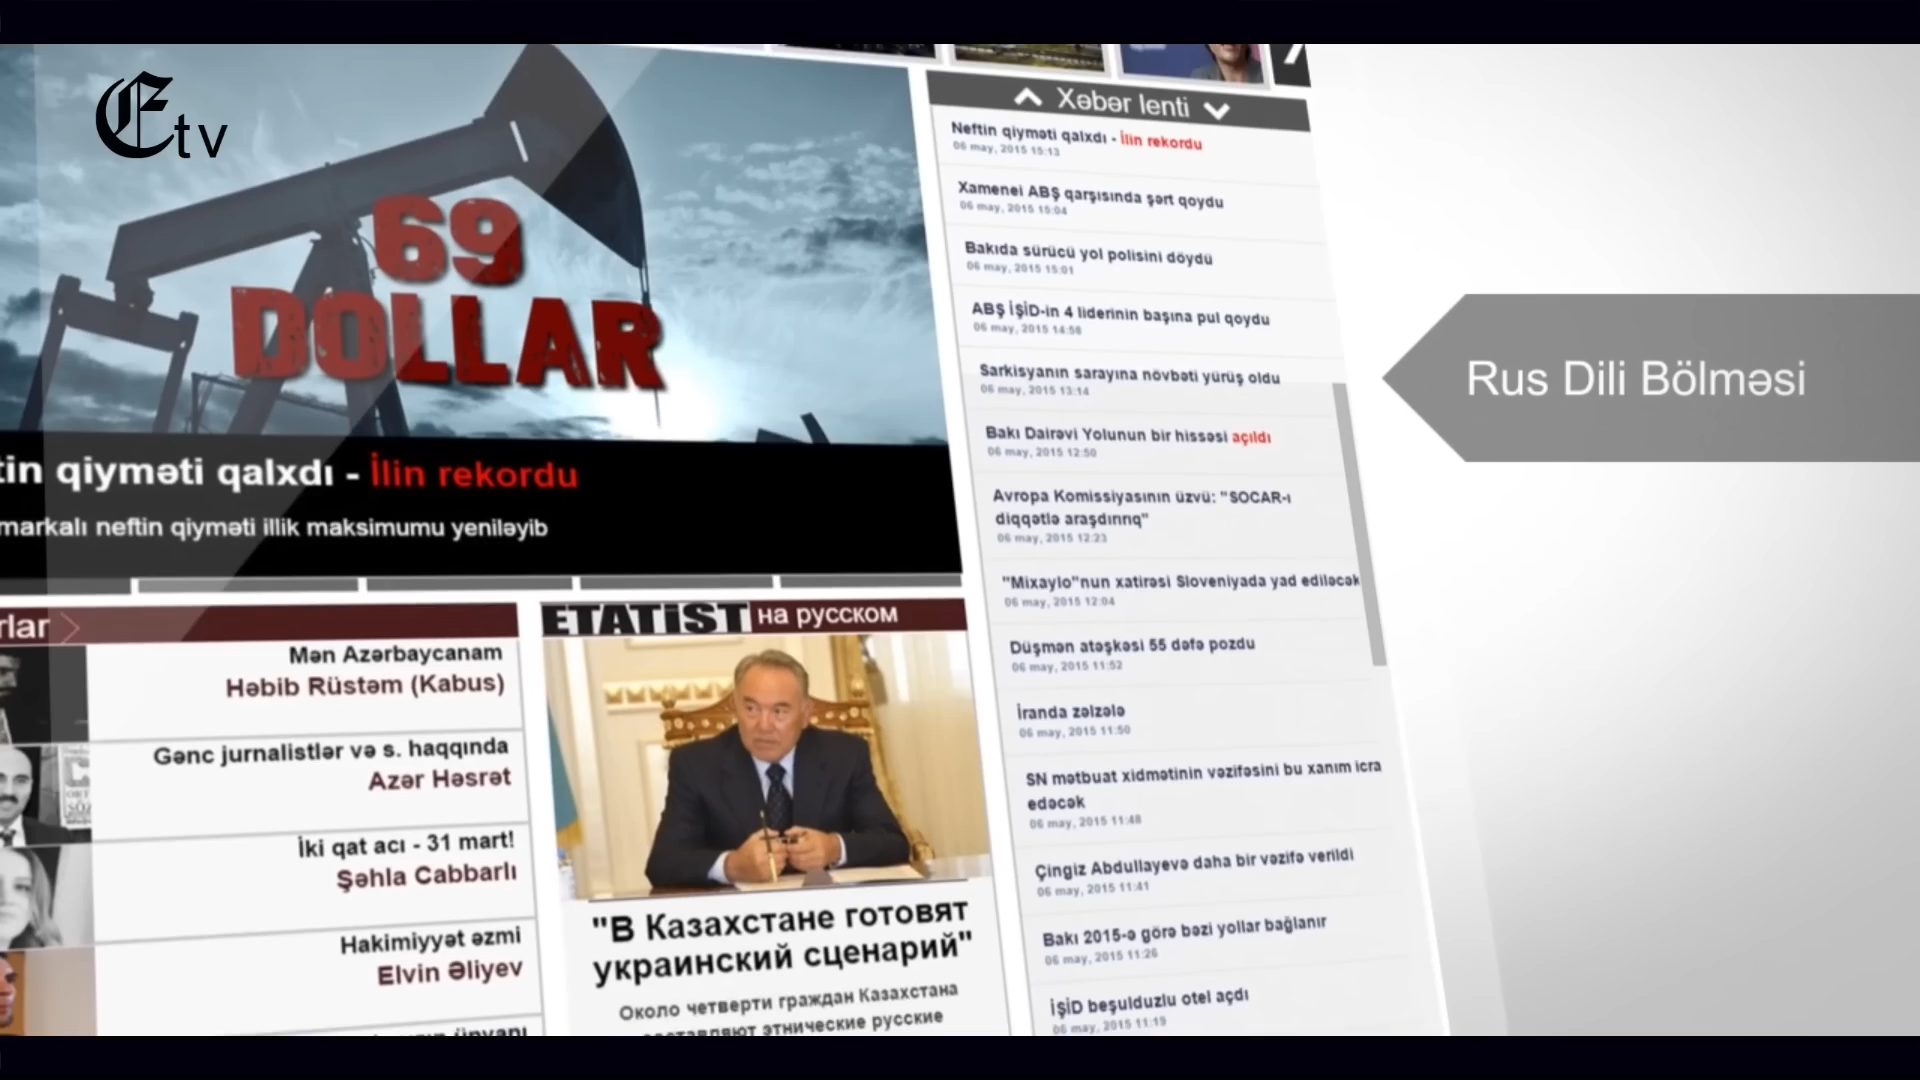 Etv
69
DOLLAR
tin qiyməti qalxdı - İlin rekordu
markalı neftin qiyməti illik maksimumu yeniləyib
Xəbər lenti
Neftin qiyməti qalxdı - İlin rekordu
06 may, 2015 15:13
Xamenei ABŞ qarşısında şərt qoydu
06 may, 2015 15:04
Bakıda sürücü yol polisini döydü
06 may, 2015 15:01
ABŞ İŞİD-in 4 liderinin başına pul qoydu
06 may, 2015 14:58
Sarkisyanın sarayına növbəti yürüş oldu
06 may, 2015 13:14
Bakı Dairəvi Yolunun bir hissəsi açıldı
06 may, 2015 12:50
Avropa Komissiyasının üzvü: "SOCAR-ı
diqqətlə araşdırırıq"
06 may, 2015 12:23
"Mixaylo"nun xatirəsi Sloveniyada yad ediləcək
06 may, 2015 12:04
Düşmən atəşkəsi 55 dəfə pozdu
06 may, 2015 11:52
İranda zəlzələ
06 may, 2015 11:50
SN mətbuat xidmətinin vəzifəsini bu xanım icra
edəcək
06 may, 2015 11:48
Çingiz Abdullayevə daha bir vəzifə verildi
06 may, 2015 11:41
Bakı 2015-ə görə bəzi yollar bağlanır
06 may, 2015 11:26
İŞİD beşulduzlu otel açdı
06 may, 2015 11:19
Rus Dili Bölməsi
rlar
Mən Azərbaycanam
Həbib Rüstəm (Kabus)
Gənc jurnalistlər və s. haqqında
Azər Həsrət
İki qat acı - 31 mart!
Şəhla Cabbarlı
Hakimiyyət əzmi
Elvin Əliyev
ETATiST на русском
"В Казахстане готовят
украинский сценарий"
Около четверти граждан Казахстана
составляют этнические русские